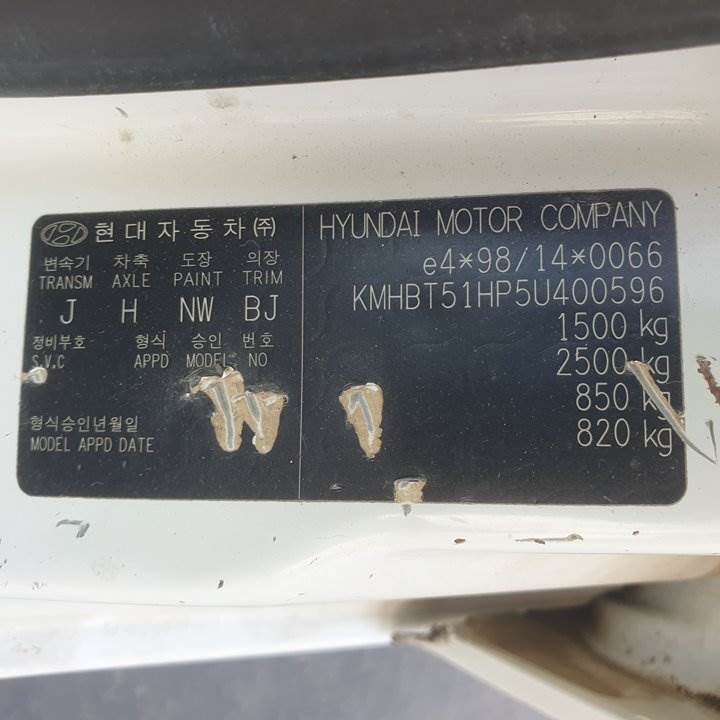 현대자동차(주)
변속기 차축 도장 의장
TRANSM AXLE PAINT TRIM
J H NW BJ
정비부호 형식 승인 번호
S.V.C APPD MODEL NO
형식승인년월일
MODEL APPD DATE
HYUNDAI MOTOR COMPANY
e4*98/14*0066
KMHBT51HP5U400596
1500 kg
2500 kg
850 kg
820 kg